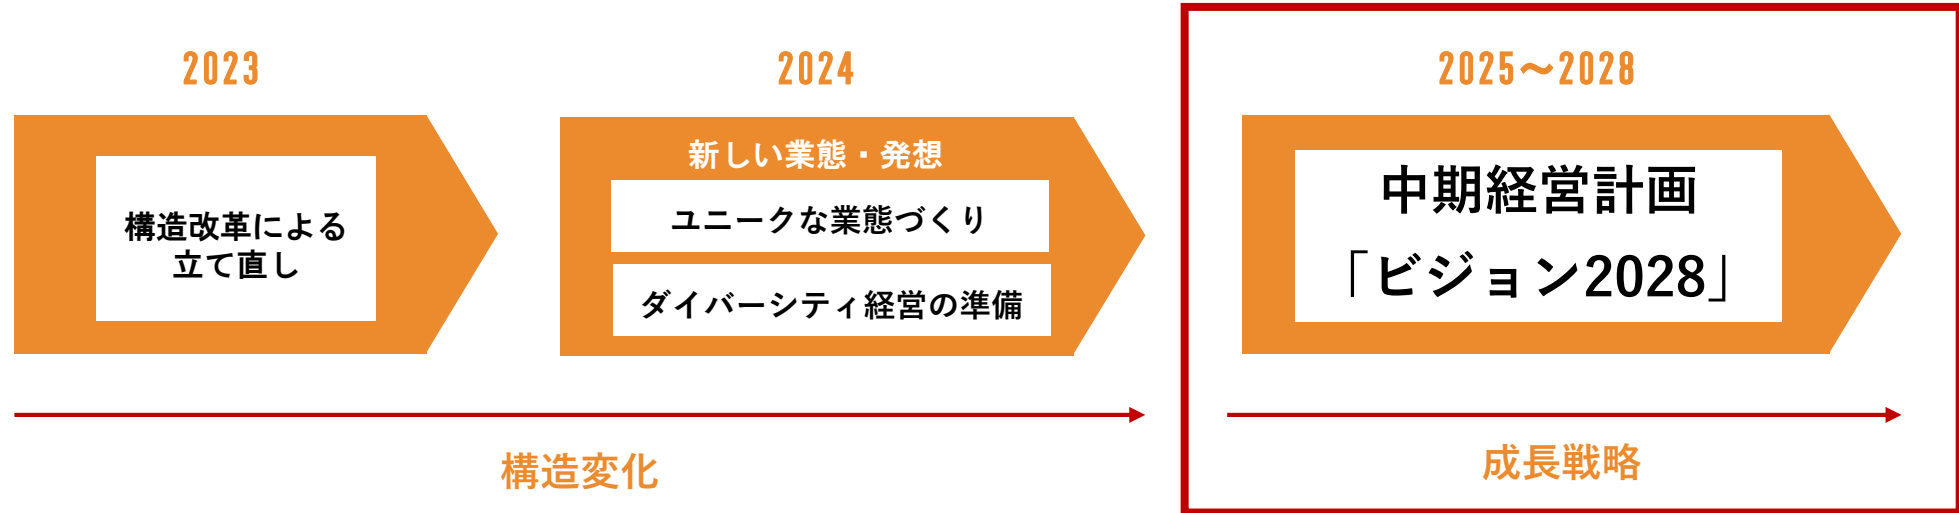 2023
構造改革による
立て直し
2024
新しい業態・発想
ユニークな業態づくり
ダイバーシティ経営の準備
構造変化
2025～2028
中期経営計画
「ビジョン2028」
成長戦略